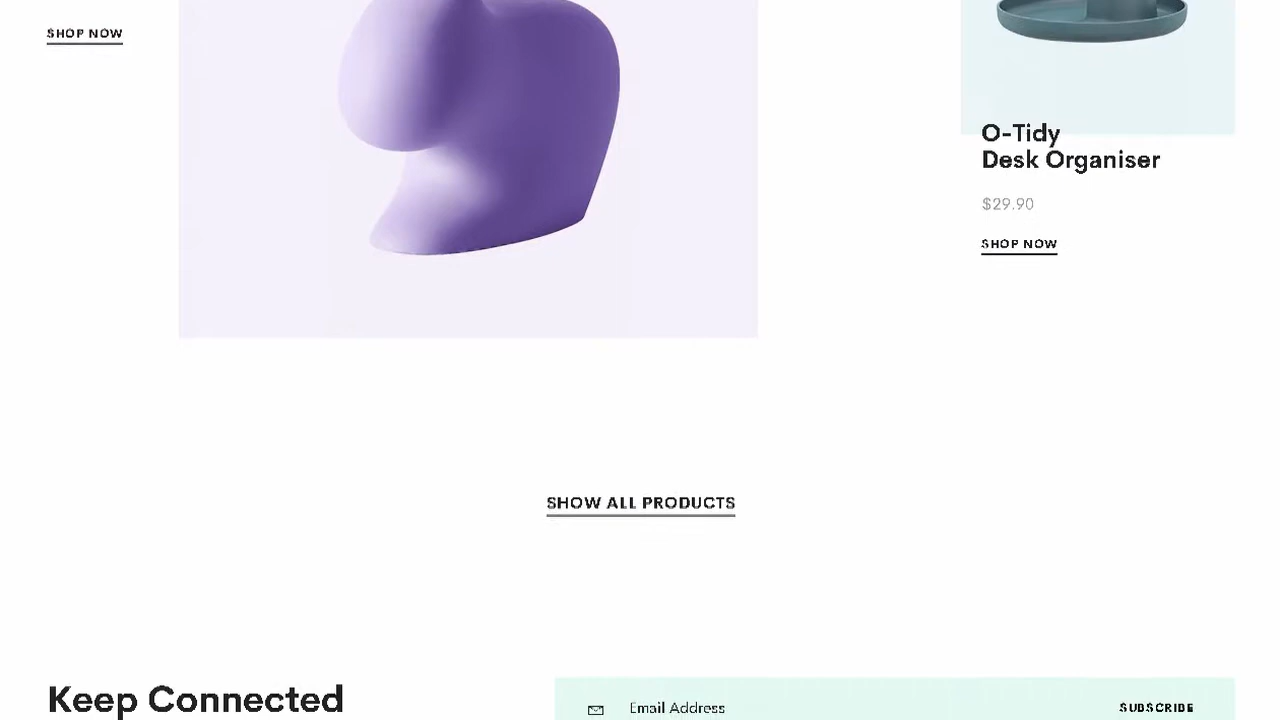 SHOP NOW
O-Tidy
Desk Organiser
$29.90
SHOP NOW
SHOW ALL PRODUCTS
Keep Connected
Email Address
SUBSCRIBE